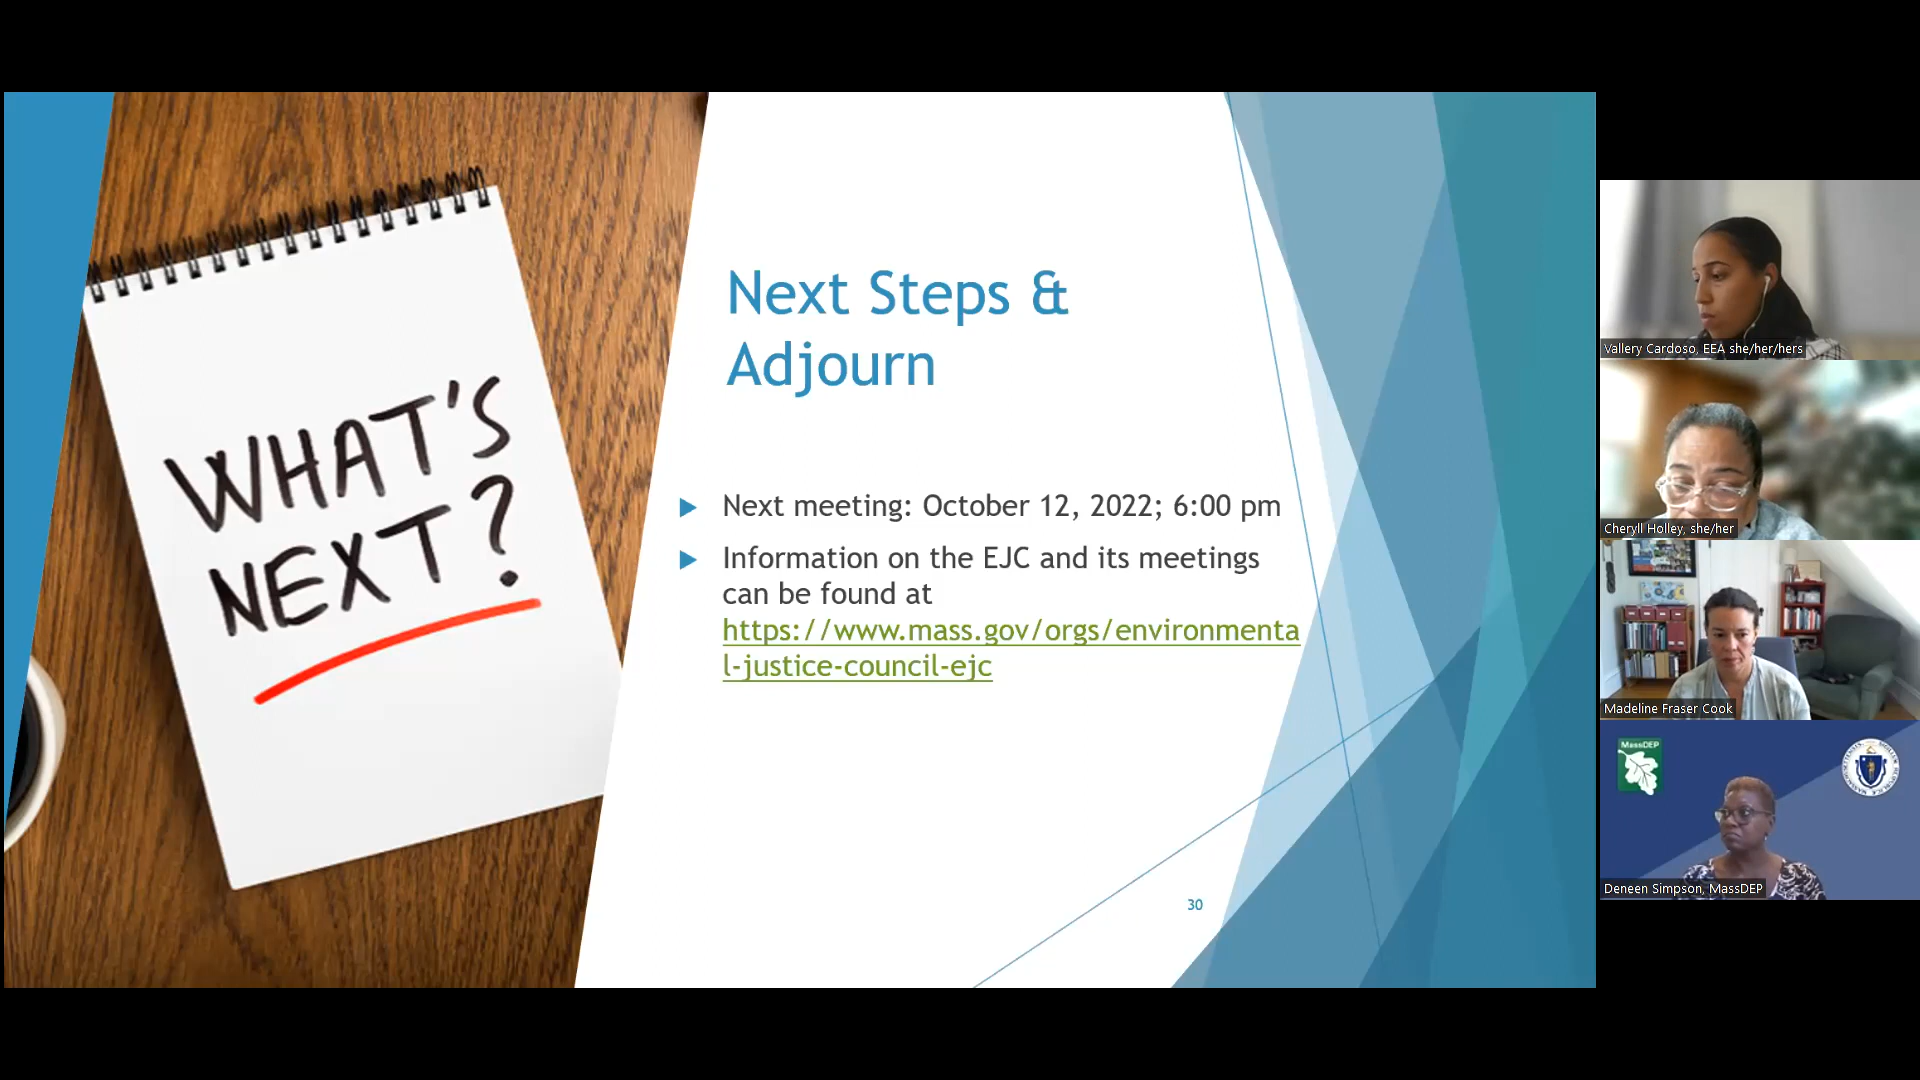 WHAT'S
NEXT?
Next Steps &
Adjourn
Next meeting: October 12, 2022; 6:00 pm
Information on the EJC and its meetings
can be found at
https://www.mass.gov/orgs/environmenta
l-justice-council-ejc
30
Vallery Cardoso, EEA she/her/hers
Cheryll Holley, she/her
Madeline Fraser Cook
MassDEP
Deneen Simpson, MassDEP